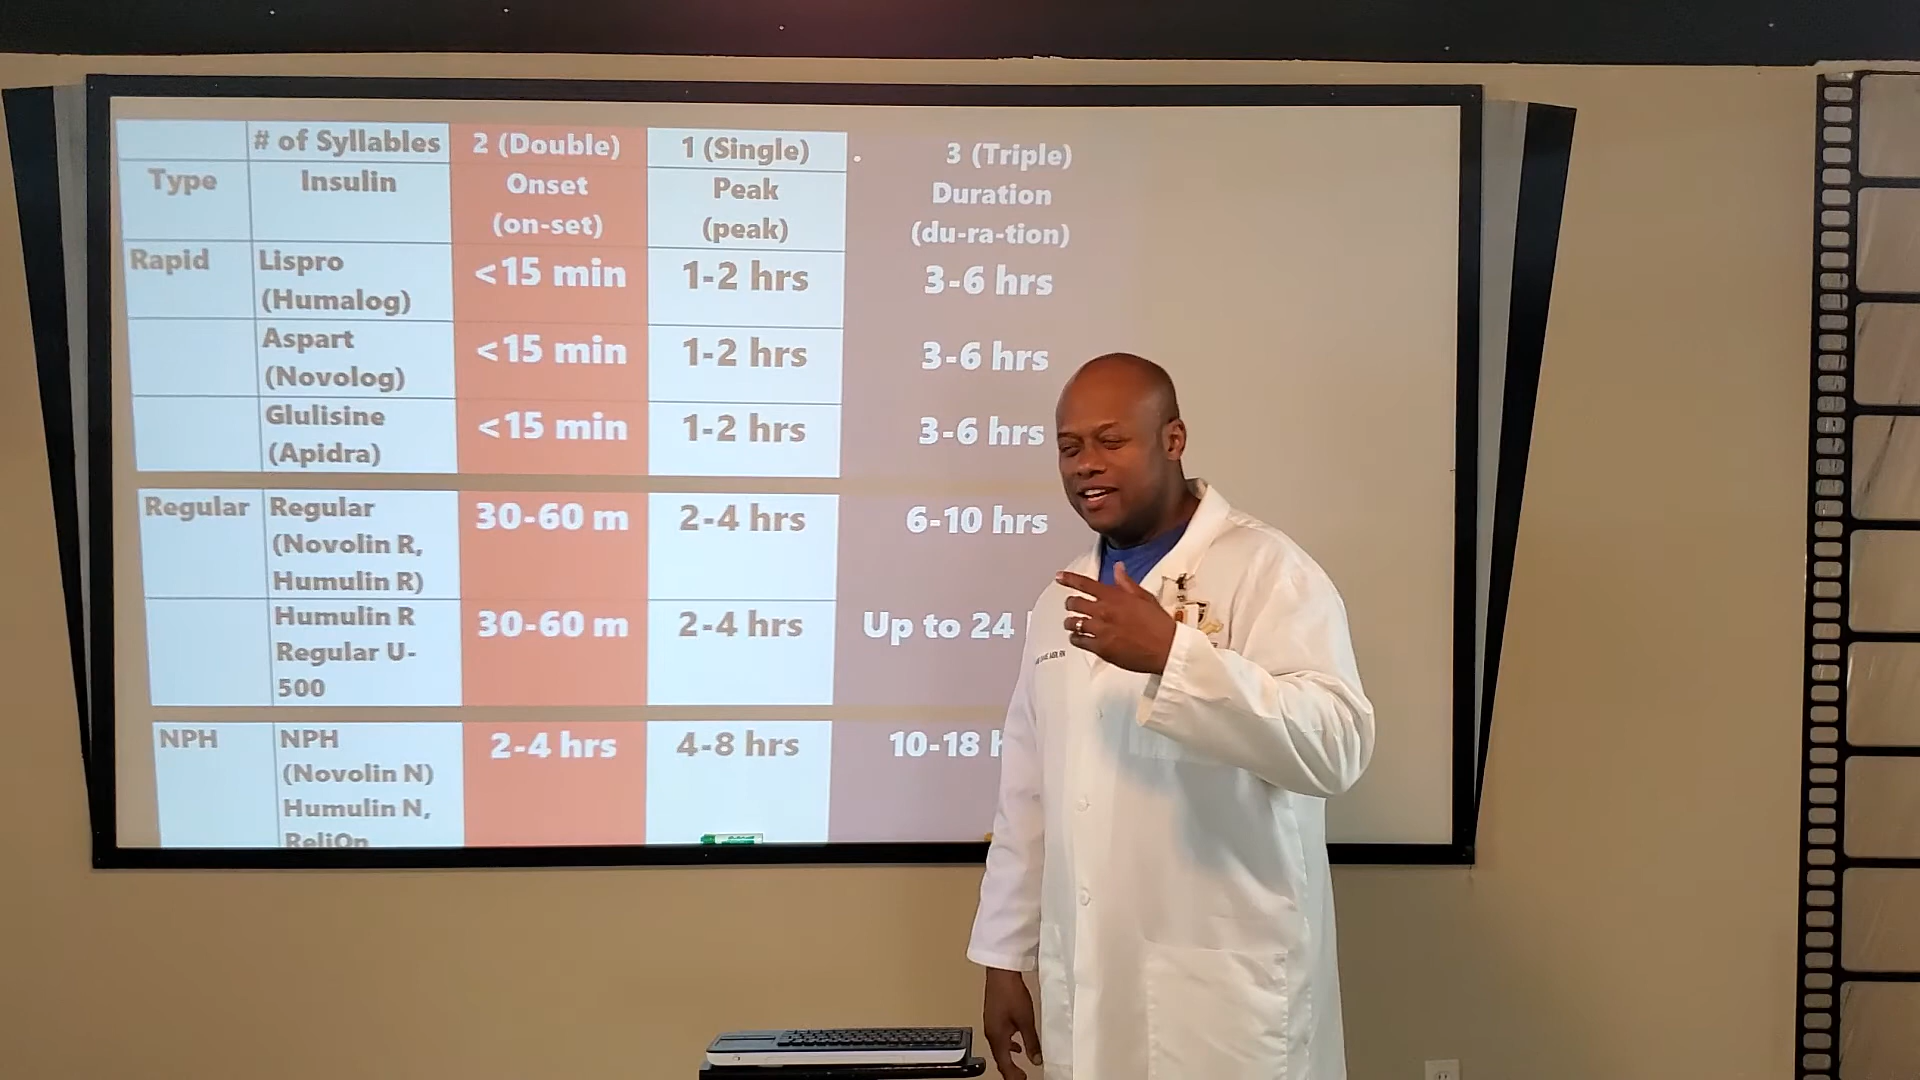 # of Syllables 2 (Double) 1 (Single) 3 (Triple)
Type Insulin Onset Peak Duration
(on-set) (peak) (du-ra-tion)
Rapid Lispro <15 min 1-2 hrs 3-6 hrs
(Humalog)
Aspart <15 min 1-2 hrs 3-6 hrs
(Novolog)
Glulisine <15 min 1-2 hrs 3-6 hrs
(Apidra)
Regular Regular 30-60 m 2-4 hrs 6-10 hrs
(Novolin R,
Humulin R)
Humulin R 30-60 m 2-4 hrs Up to 24
Regular U-
500
NPH NPH 2-4 hrs 4-8 hrs 10-18
(Novolin N)
Humulin N,
ReliOn